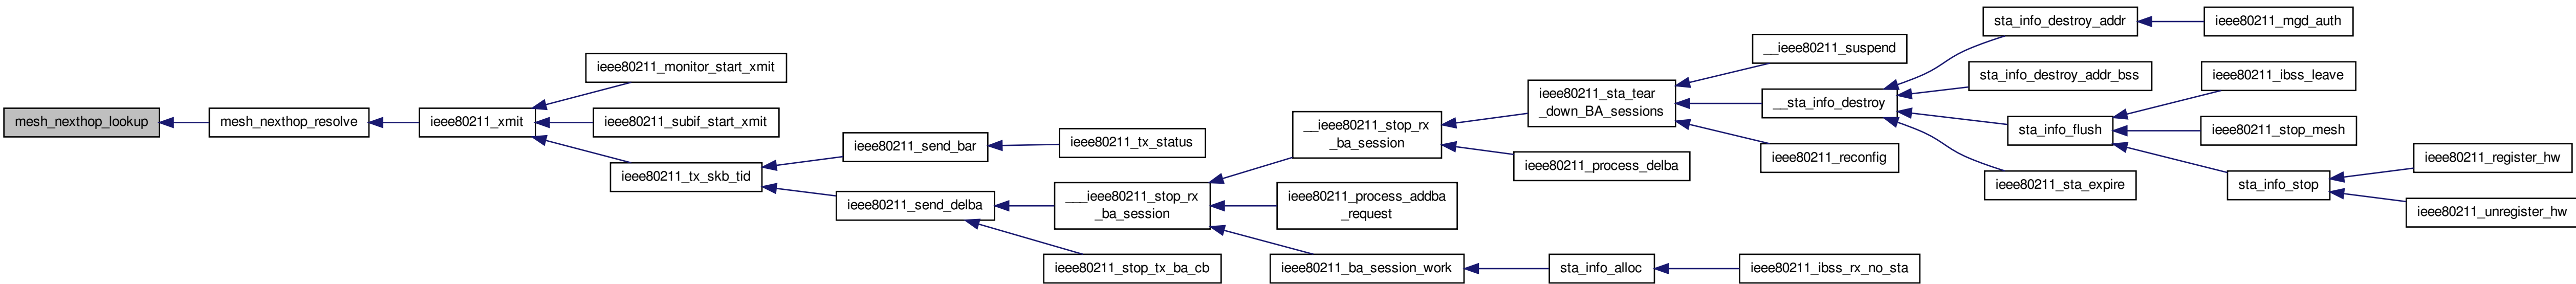 mesh_nexthop_lookup
mesh_nexthop_resolve
ieee80211_xmit
ieee80211_monitor_start_xmit
ieee80211_subif_start_xmit
ieee80211_tx_skb_tid
ieee80211_send_bar
ieee80211_tx_status
ieee80211_send_delba
___ieee80211_stop_rx
_ba_session
ieee80211_stop_tx_ba_cb
__ieee80211_stop_rx
_ba_session
ieee80211_process_addba
_request
ieee80211_ba_session_work
ieee80211_sta_tear
_down_BA_sessions
ieee80211_process_delba
sta_info_alloc
ieee80211_ibss_rx_no_sta
__ieee80211_suspend
__sta_info_destroy
ieee80211_reconfig
sta_info_destroy_addr
ieee80211_mgd_auth
sta_info_destroy_addr_bss
sta_info_flush
ieee80211_sta_expire
ieee80211_ibss_leave
ieee80211_stop_mesh
sta_info_stop
ieee80211_register_hw
ieee80211_unregister_hw